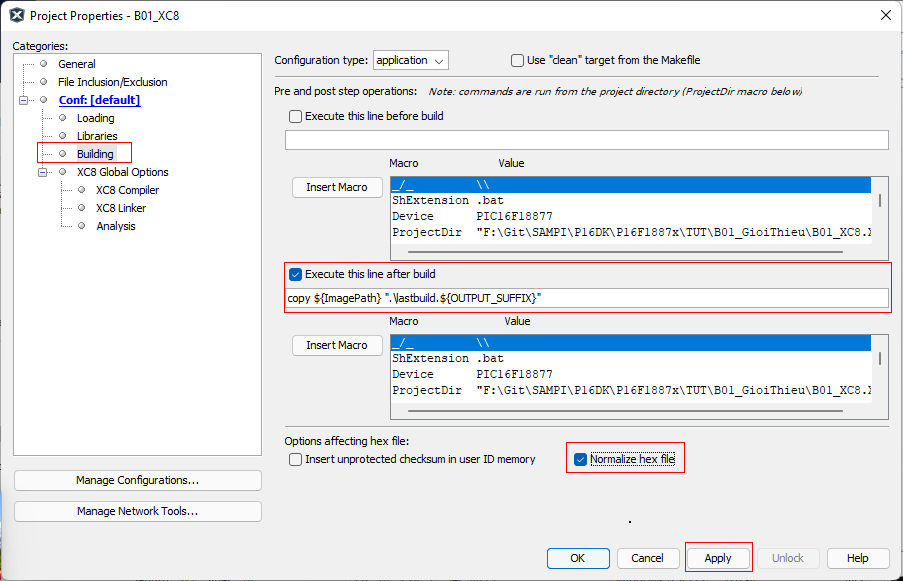 Project Properties - B01_XC8
Categories:
General
File Inclusion/Exclusion
Conf: [default]
Loading
Libraries
Building
XC8 Global Options
XC8 Compiler
XC8 Linker
Analysis
Manage Configurations...
Manage Network Tools...
Configuration type: application
Use "clean" target from the Makefile
Pre and post step operations: Note: commands are run from the project directory (ProjectDir macro below)
Execute this line before build
Macro Value
Insert Macro
_/_ \\
ShExtension .bat
Device PIC16F18877
ProjectDir "F:\Git\SAMPI\P16DK\P16F1887x\TUT\B01_GioiThieu\B01_XC8.X
Execute this line after build
copy ${ImagePath} ".\lastbuild.${OUTPUT_SUFFIX}"
Macro Value
Insert Macro
_/_ \\
ShExtension .bat
Device PIC16F18877
ProjectDir "F:\Git\SAMPI\P16DK\P16F1887x\TUT\B01_GioiThieu\B01_XC8.X
Options affecting hex file:
Insert unprotected checksum in user ID memory
Normalize hex file
OK Cancel Apply Unlock Help